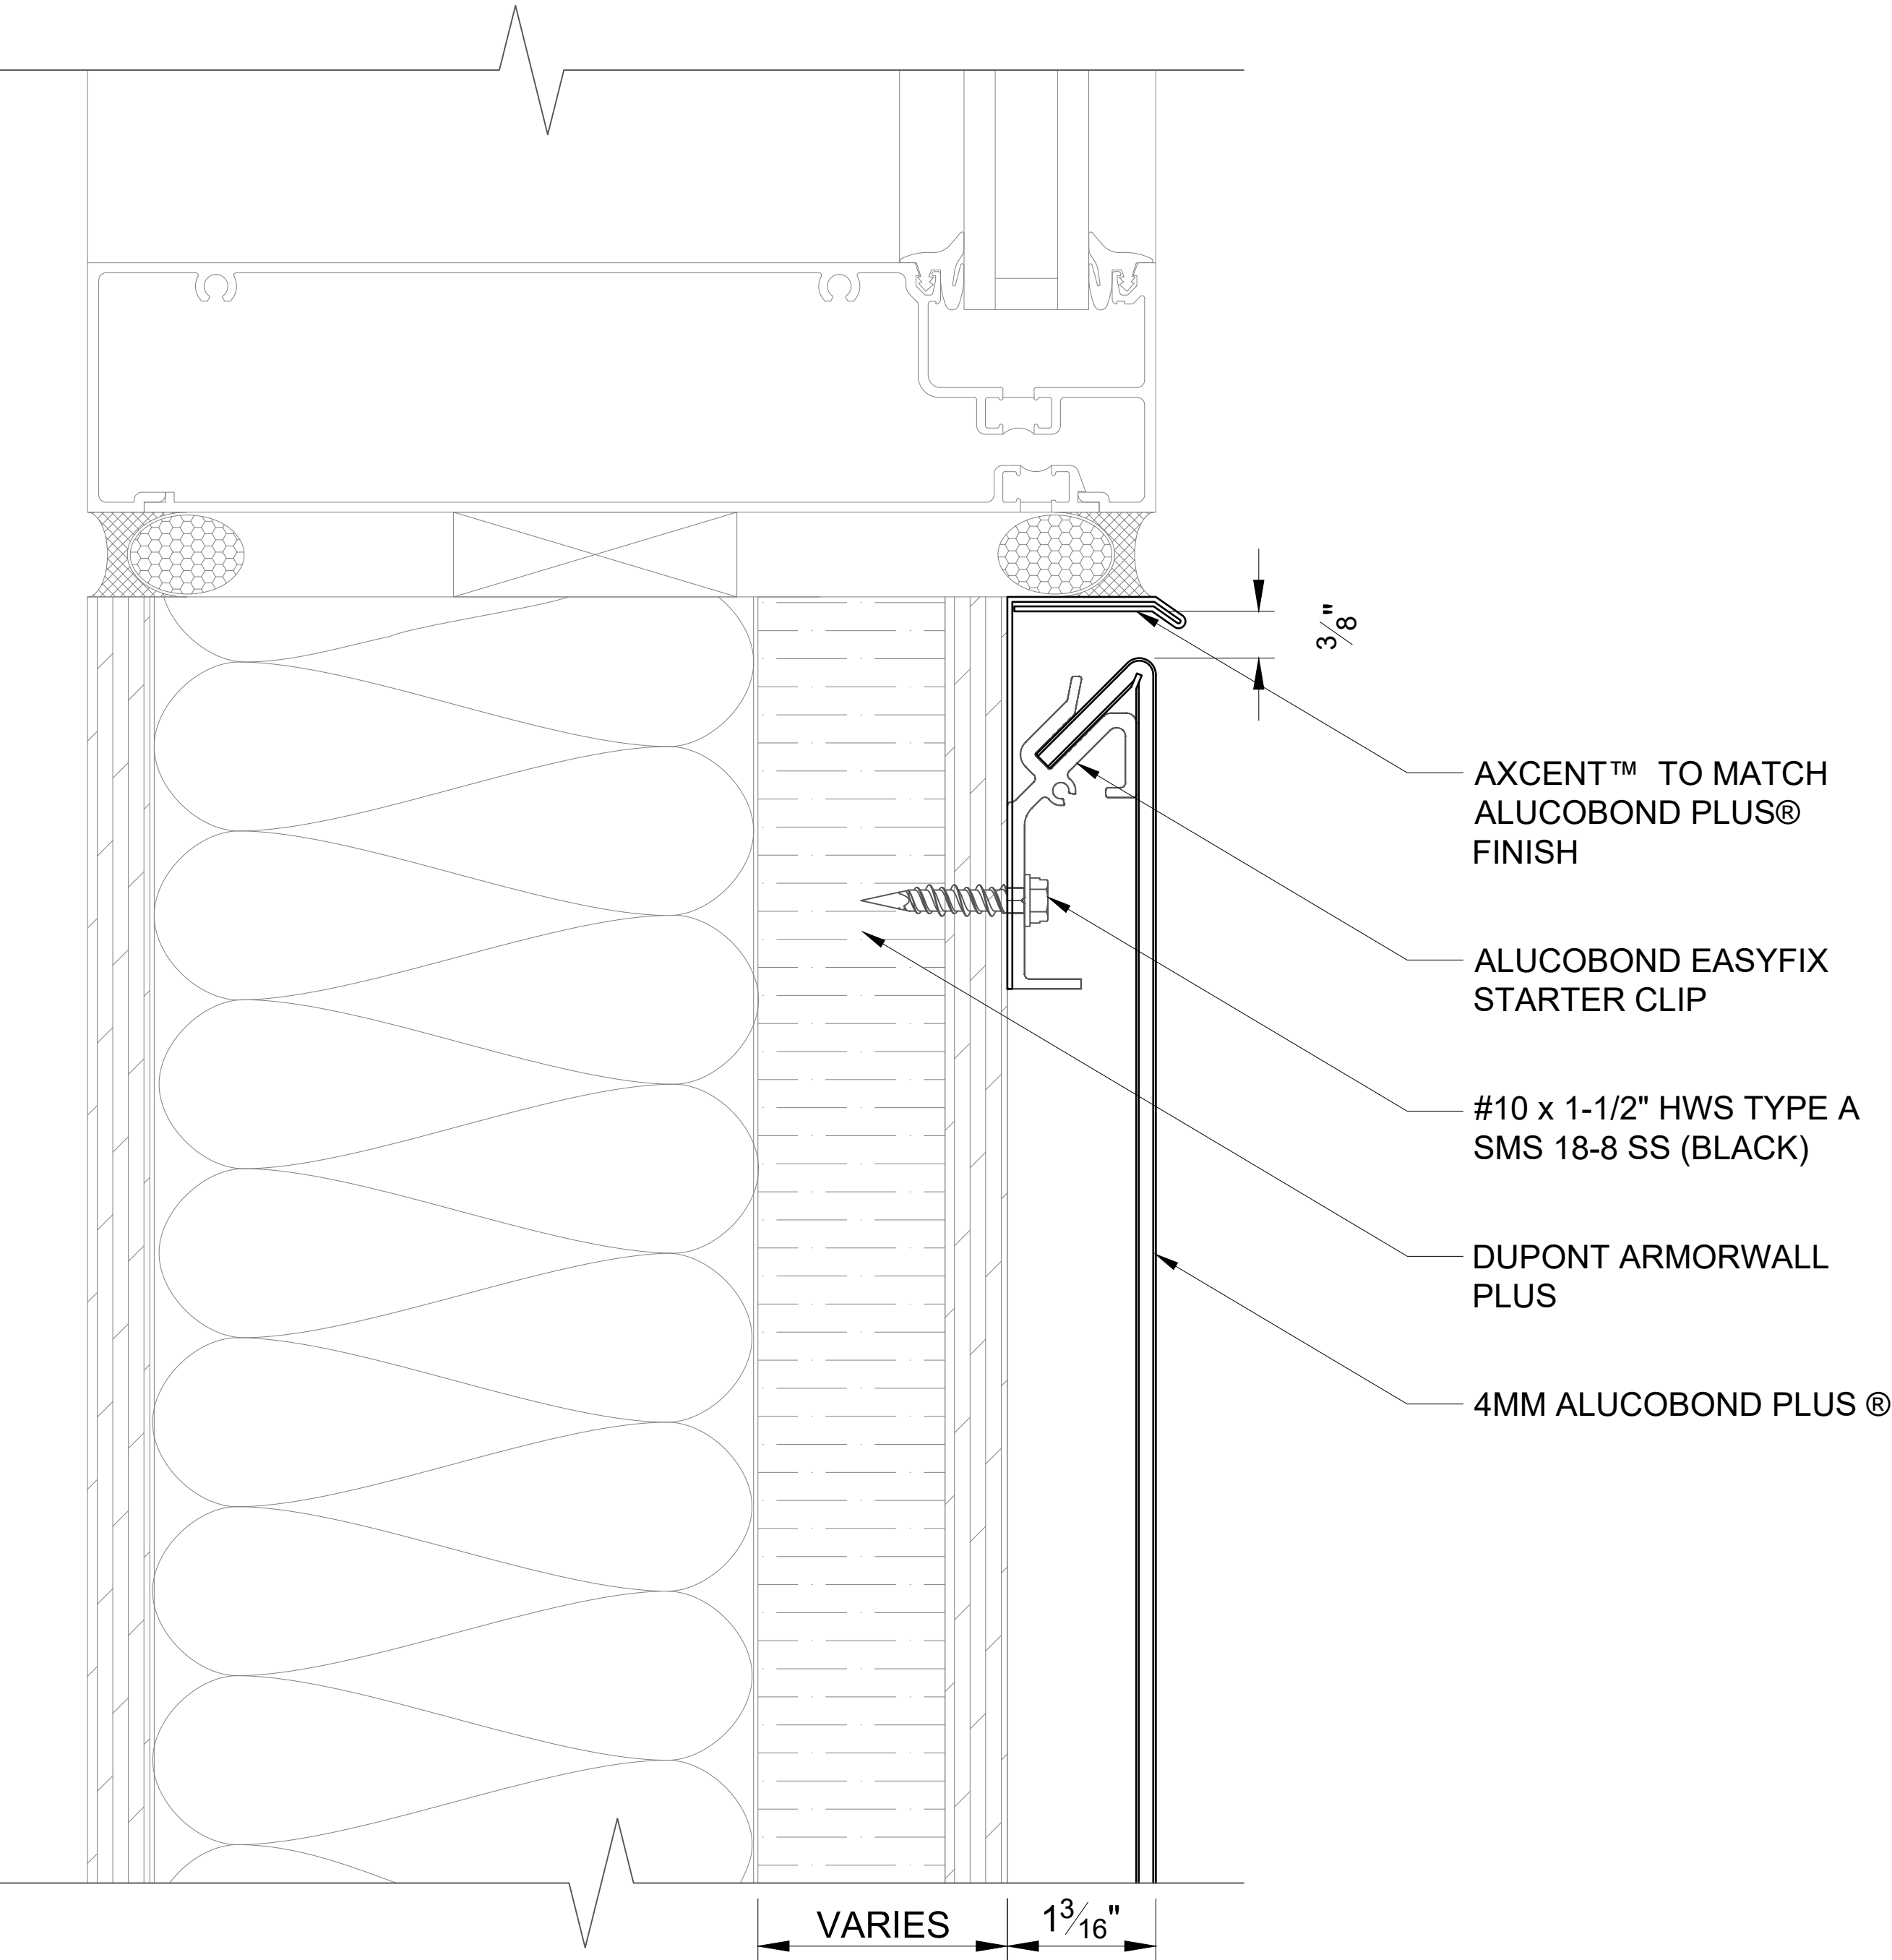 3/8"
AXCENT™ TO MATCH
ALUCOBOND PLUS®
FINISH
ALUCOBOND EASYFIX
STARTER CLIP
#10 x 1-1/2" HWS TYPE A
SMS 18-8 SS (BLACK)
DUPONT ARMORWALL
PLUS
4MM ALUCOBOND PLUS ®
VARIES
1 3/16"